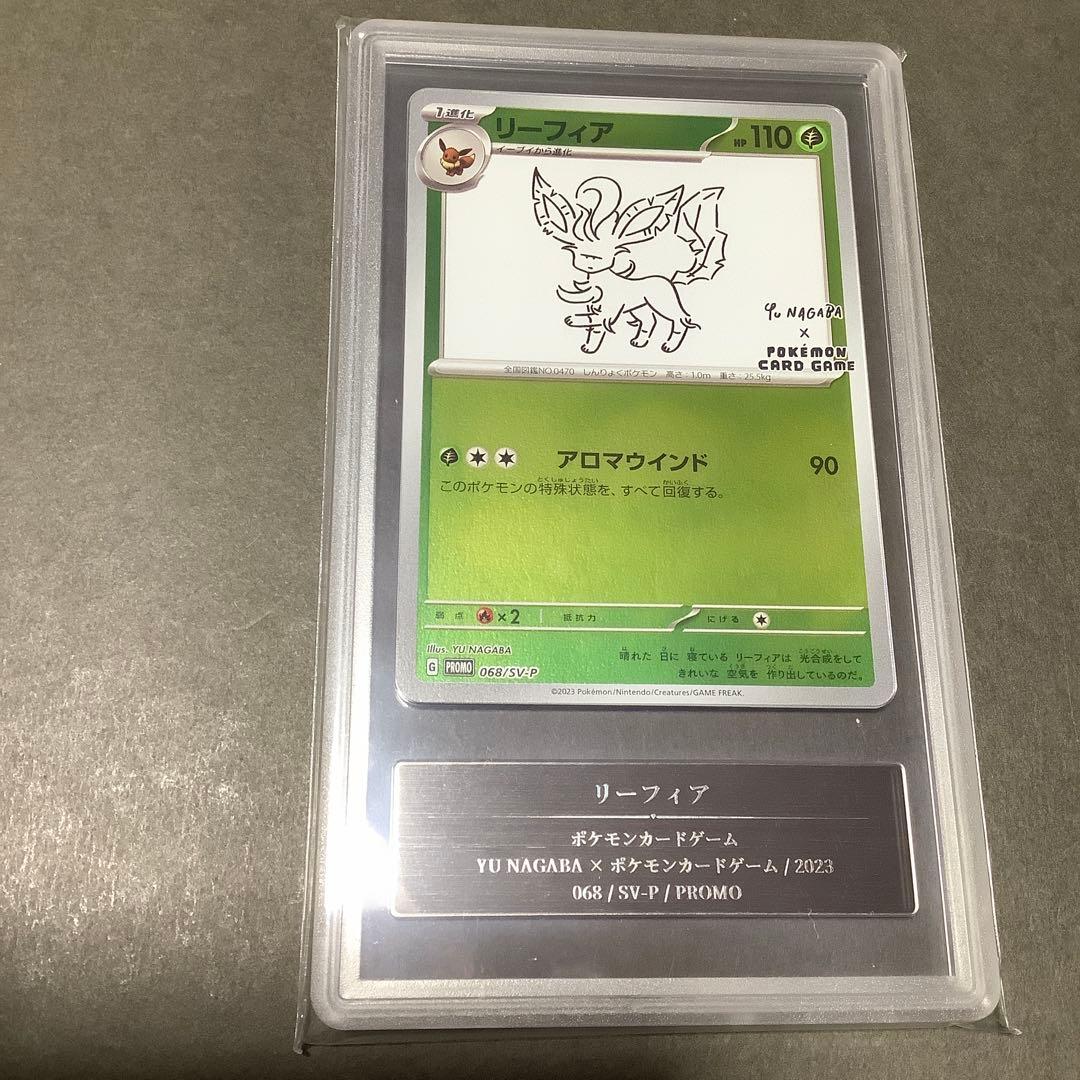 1進化
リーフィア
HP 110
イーブイから進化
Yu NAGABA
×
POKÉMON
CARD GAME
全国図鑑NO.0470 しんりょくポケモン 高さ:1.0m 重さ:25.5kg
アロマウインド 90
このポケモンの特殊状態を、すべて回復する。
弱点 ×2 抵抗力 にげる
Illus. YU NAGABA
G PROMO 068/SV-P
晴れた 日に 寝ている リーフィアは 光合成をして
きれいな 空気を 作り出しているのだ。
©2023 Pokémon/Nintendo/Creatures/GAME FREAK.
リーフィア
ポケモンカードゲーム
YU NAGABA × ポケモンカードゲーム / 2023
068 / SV-P / PROMO